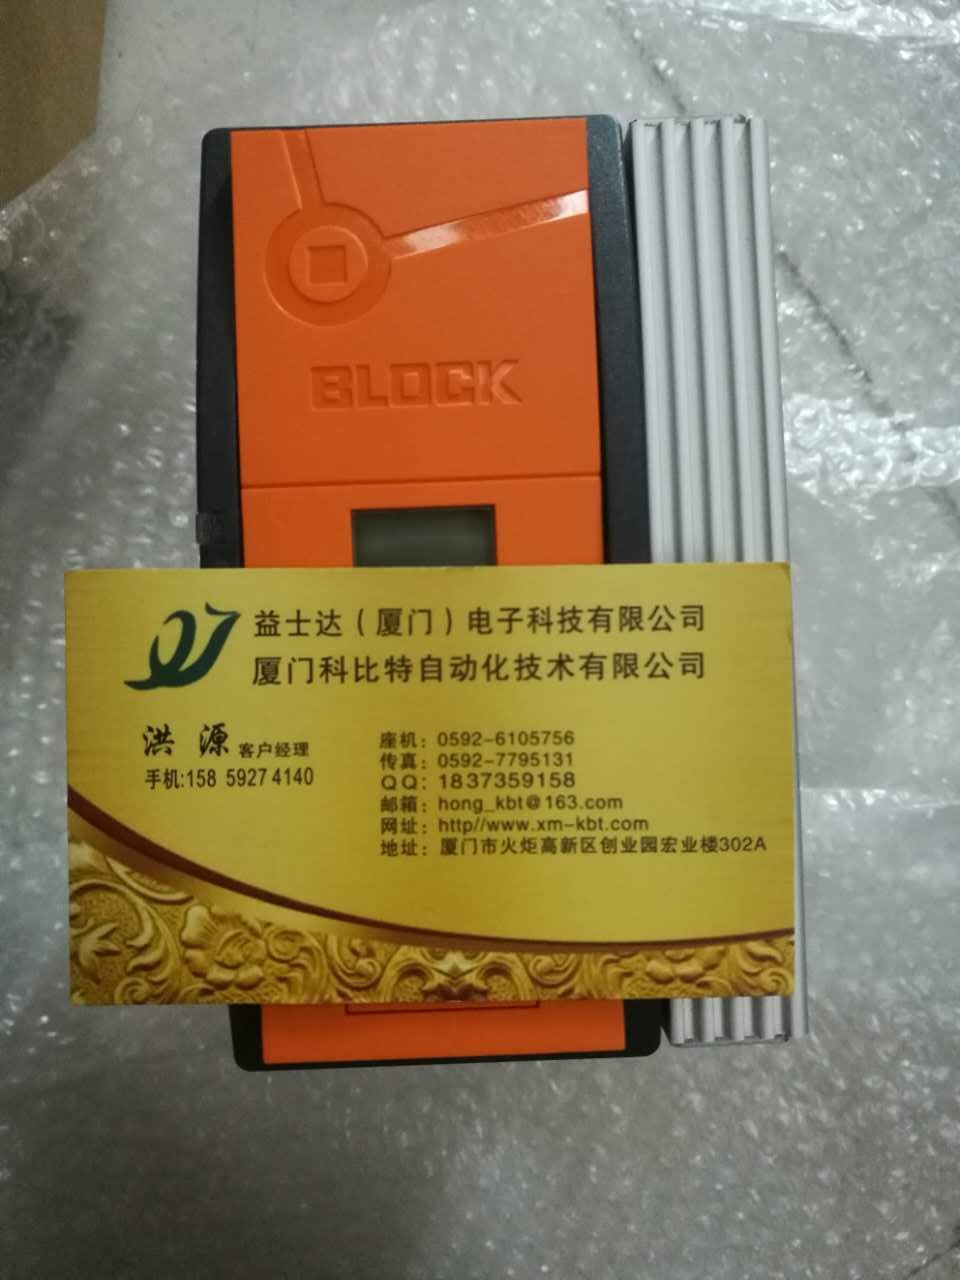 BLOCK
益士达（厦门）电子科技有限公司
厦门科比特自动化技术有限公司
洪 源 客户经理
手机:158 5927 4140
座机：0592-6105756
传真：0592-7795131
QQ：1837359158
邮箱：hong_kbt@163.com
网址：http//www.xm-kbt.com
地址：厦门市火炬高新区创业园宏业楼302A